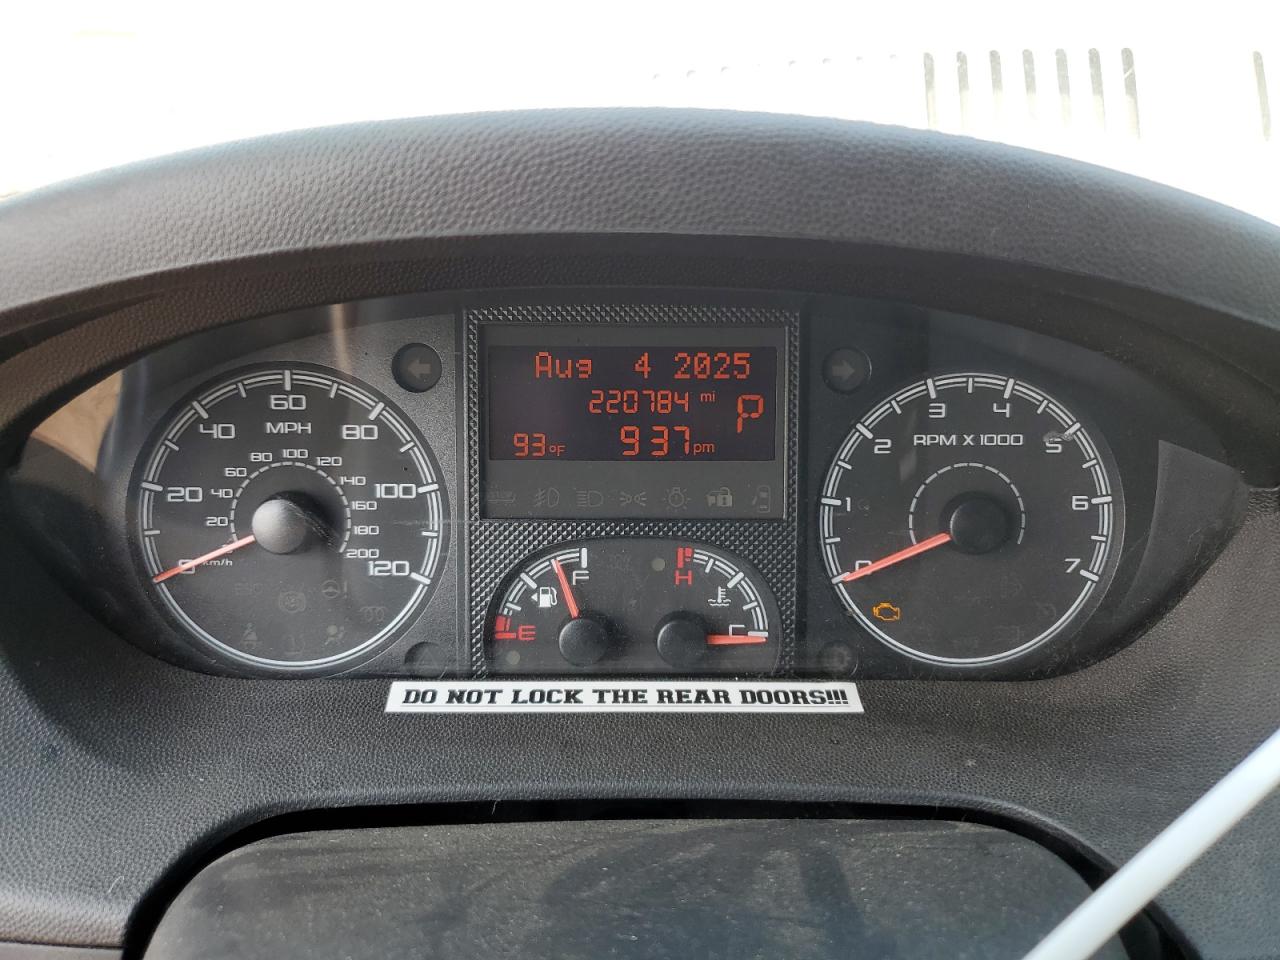 Aug 4 2025
220784 mi
P
93°F 937pm
0 20 40 60 80 100 120
MPH
20 40 60 80 100 120 140 160 180 200
km/h
E F
H C
0 1 2 3 4 5 6 7
RPM X 1000
DO NOT LOCK THE REAR DOORS!!!